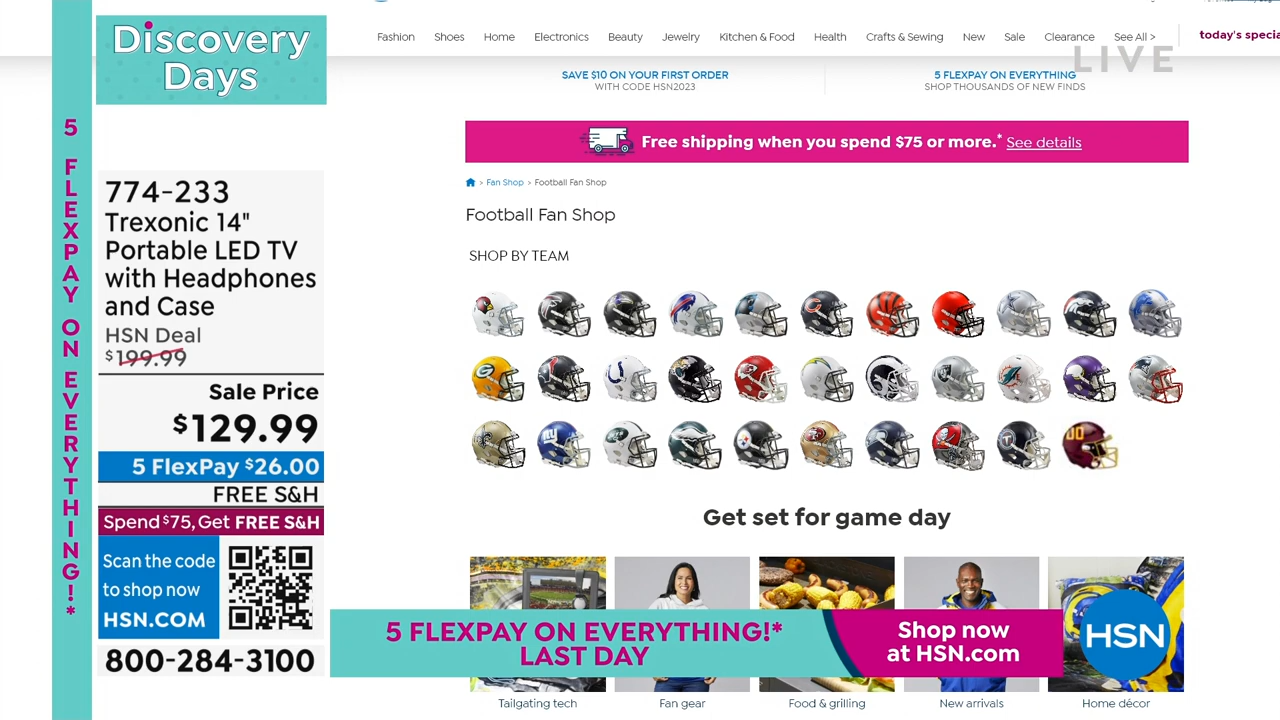 Discovery
Days
5 FLEXPAY ON EVERYTHING!*
774-233
Trexonic 14"
Portable LED TV
with Headphones
and Case
HSN Deal
$199.99
Sale Price
$129.99
5 FlexPay $26.00
FREE S&H
Spend $75, Get FREE S&H
Scan the code
to shop now
HSN.COM
800-284-3100
Fashion Shoes Home Electronics Beauty Jewelry Kitchen & Food Health Crafts & Sewing New Sale Clearance See All >
today's specia
LIVE
SAVE $10 ON YOUR FIRST ORDER
WITH CODE HSN2023
5 FLEXPAY ON EVERYTHING
SHOP THOUSANDS OF NEW FINDS
Free shipping when you spend $75 or more.* See details
> Fan Shop > Football Fan Shop
Football Fan Shop
SHOP BY TEAM
Get set for game day
5 FLEXPAY ON EVERYTHING!*
LAST DAY
Shop now
at HSN.com
HSN
Tailgating tech
Fan gear
Food & grilling
New arrivals
Home décor